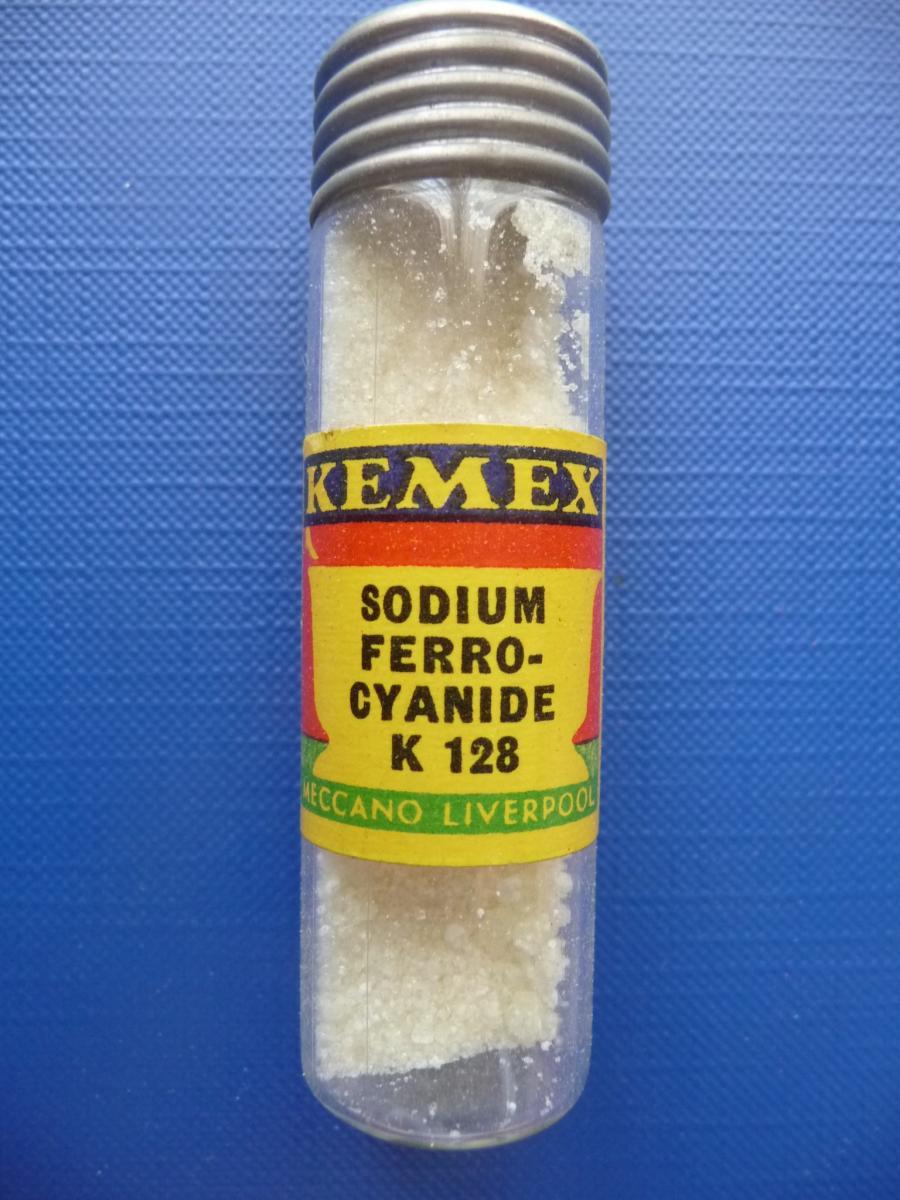 KEMEX
SODIUM
FERRO-
CYANIDE
K 128
MECCANO LIVERPOOL